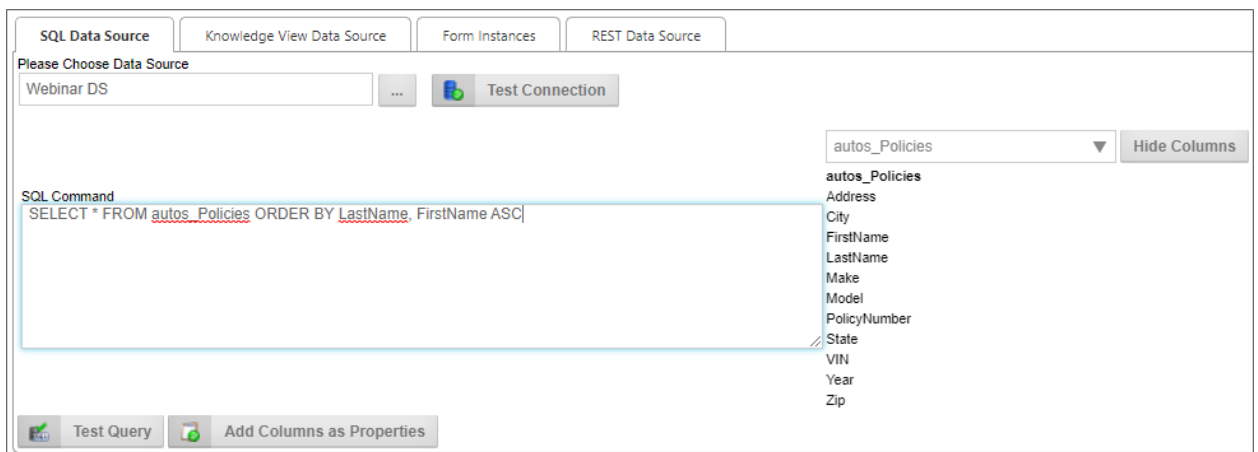 SQL Data Source
Knowledge View Data Source
Form Instances
REST Data Source
Please Choose Data Source
Webinar DS
...
Test Connection
autos_Policies
Hide Columns
SQL Command
SELECT * FROM autos_Policies ORDER BY LastName, FirstName ASC
autos_Policies
Address
City
FirstName
LastName
Make
Model
PolicyNumber
State
VIN
Year
Zip
Test Query
Add Columns as Properties